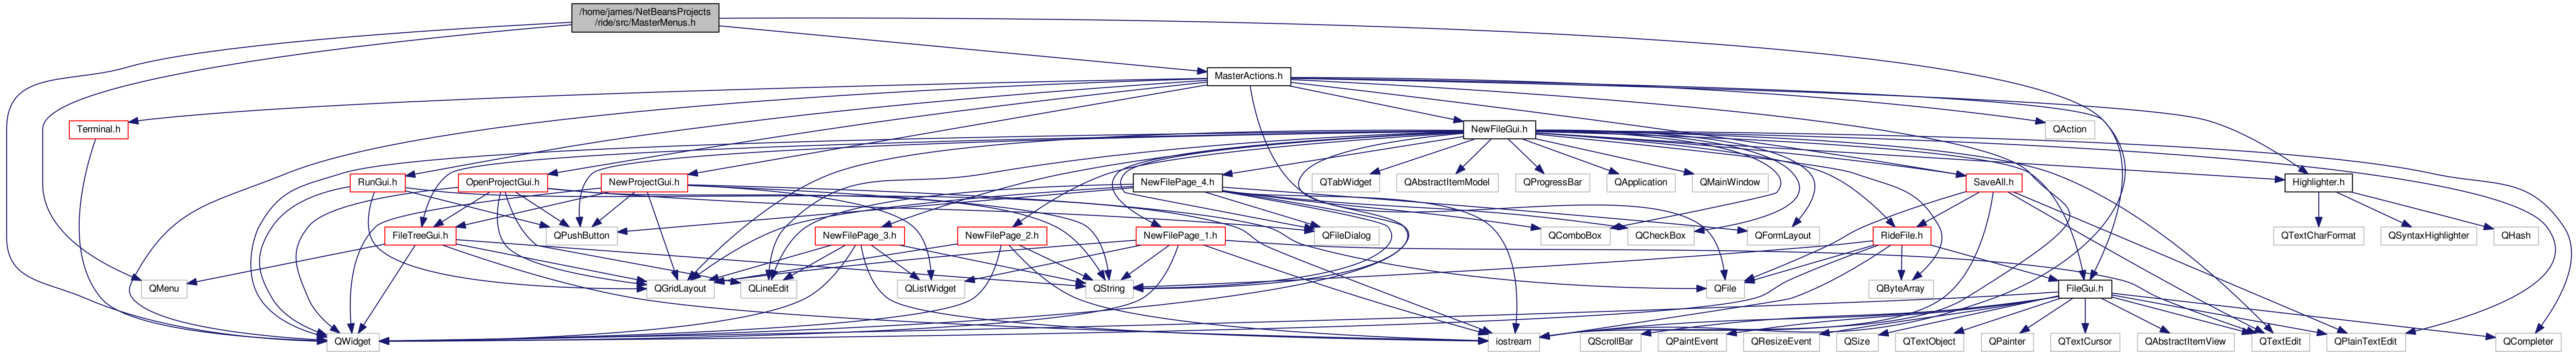 /home/james/NetBeansProjects
/ride/src/MasterMenus.h
MasterActions.h
Terminal.h
NewFileGui.h
QAction
RunGui.h
OpenProjectGui.h
NewProjectGui.h
NewFilePage_4.h
QTabWidget
QAbstractItemModel
QProgressBar
QApplication
QMainWindow
SaveAll.h
Highlighter.h
FileTreeGui.h
QPushButton
NewFilePage_3.h
NewFilePage_2.h
NewFilePage_1.h
QFileDialog
QComboBox
QCheckBox
QFormLayout
RideFile.h
QTextCharFormat
QSyntaxHighlighter
QHash
QMenu
QGridLayout
QLineEdit
QListWidget
QString
QFile
QByteArray
FileGui.h
QWidget
iostream
QScrollBar
QPaintEvent
QResizeEvent
QSize
QTextObject
QPainter
QTextCursor
QAbstractItemView
QTextEdit
QPlainTextEdit
QCompleter